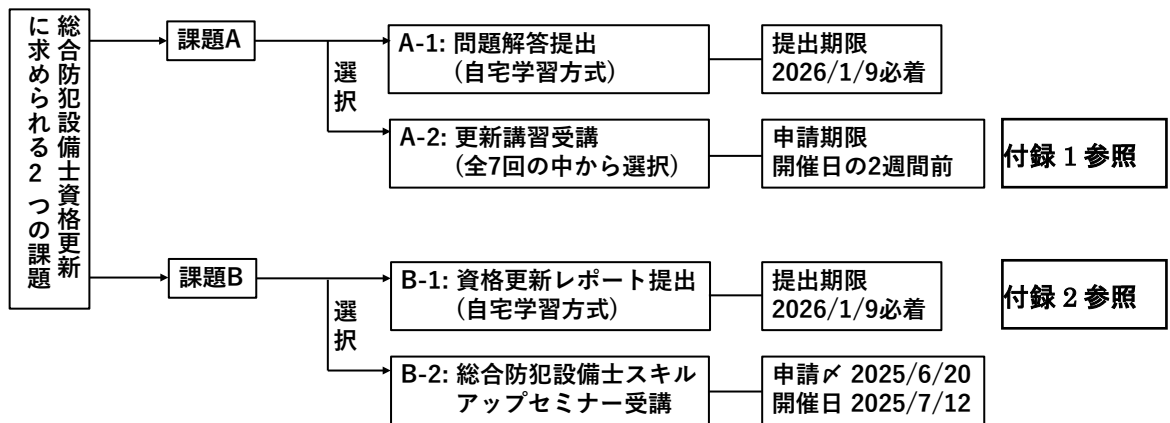 総合防犯設備士資格更新
に求められる2つの課題
課題A
選択
A-1: 問題解答提出
(自宅学習方式)
提出期限
2026/1/9必着
A-2: 更新講習受講
(全7回の中から選択)
申請期限
開催日の2週間前
付録1参照
課題B
選択
B-1: 資格更新レポート提出
(自宅学習方式)
提出期限
2026/1/9必着
付録2参照
B-2: 総合防犯設備士スキル
アップセミナー受講
申請〆 2025/6/20
開催日 2025/7/12